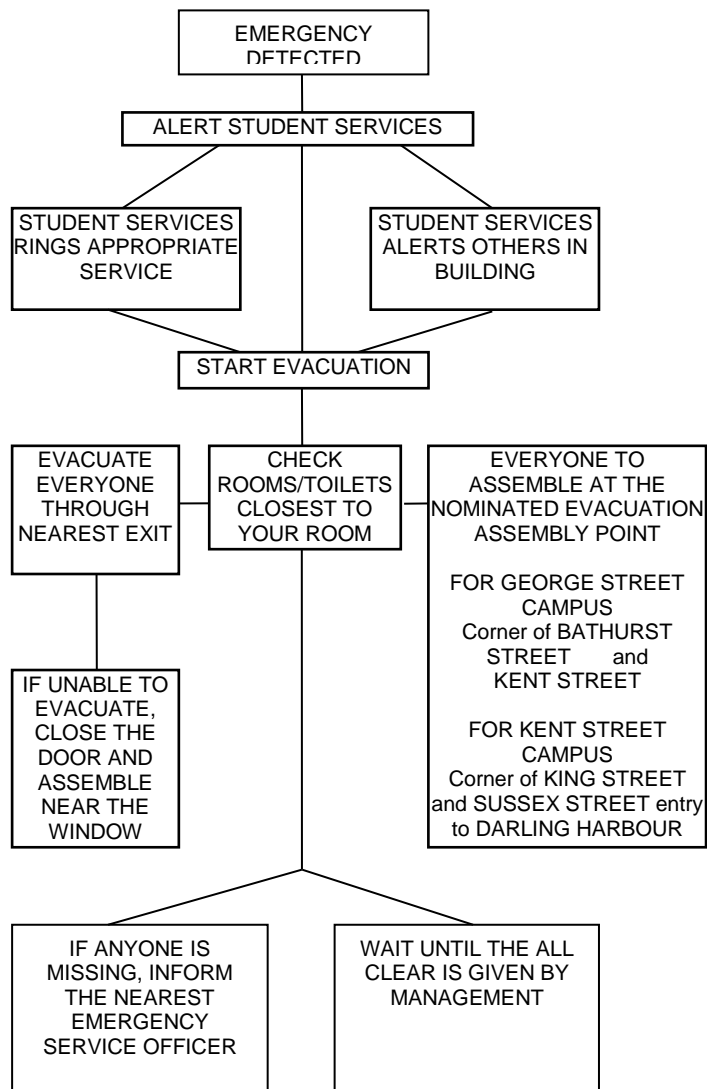 EMERGENCY
DETECTED
ALERT STUDENT SERVICES
STUDENT SERVICES
RINGS APPROPRIATE
SERVICE
STUDENT SERVICES
ALERTS OTHERS IN
BUILDING
START EVACUATION
EVACUATE
EVERYONE
THROUGH
NEAREST EXIT
CHECK
ROOMS/TOILETS
CLOSEST TO
YOUR ROOM
EVERYONE TO
ASSEMBLE AT THE
NOMINATED EVACUATION
ASSEMBLY POINT
FOR GEORGE STREET
CAMPUS
Corner of BATHURST
STREET and
KENT STREET
FOR KENT STREET
CAMPUS
Corner of KING STREET
and SUSSEX STREET entry
to DARLING HARBOUR
IF UNABLE TO
EVACUATE,
CLOSE THE
DOOR AND
ASSEMBLE
NEAR THE
WINDOW
IF ANYONE IS
MISSING, INFORM
THE NEAREST
EMERGENCY
SERVICE OFFICER
WAIT UNTIL THE ALL
CLEAR IS GIVEN BY
MANAGEMENT